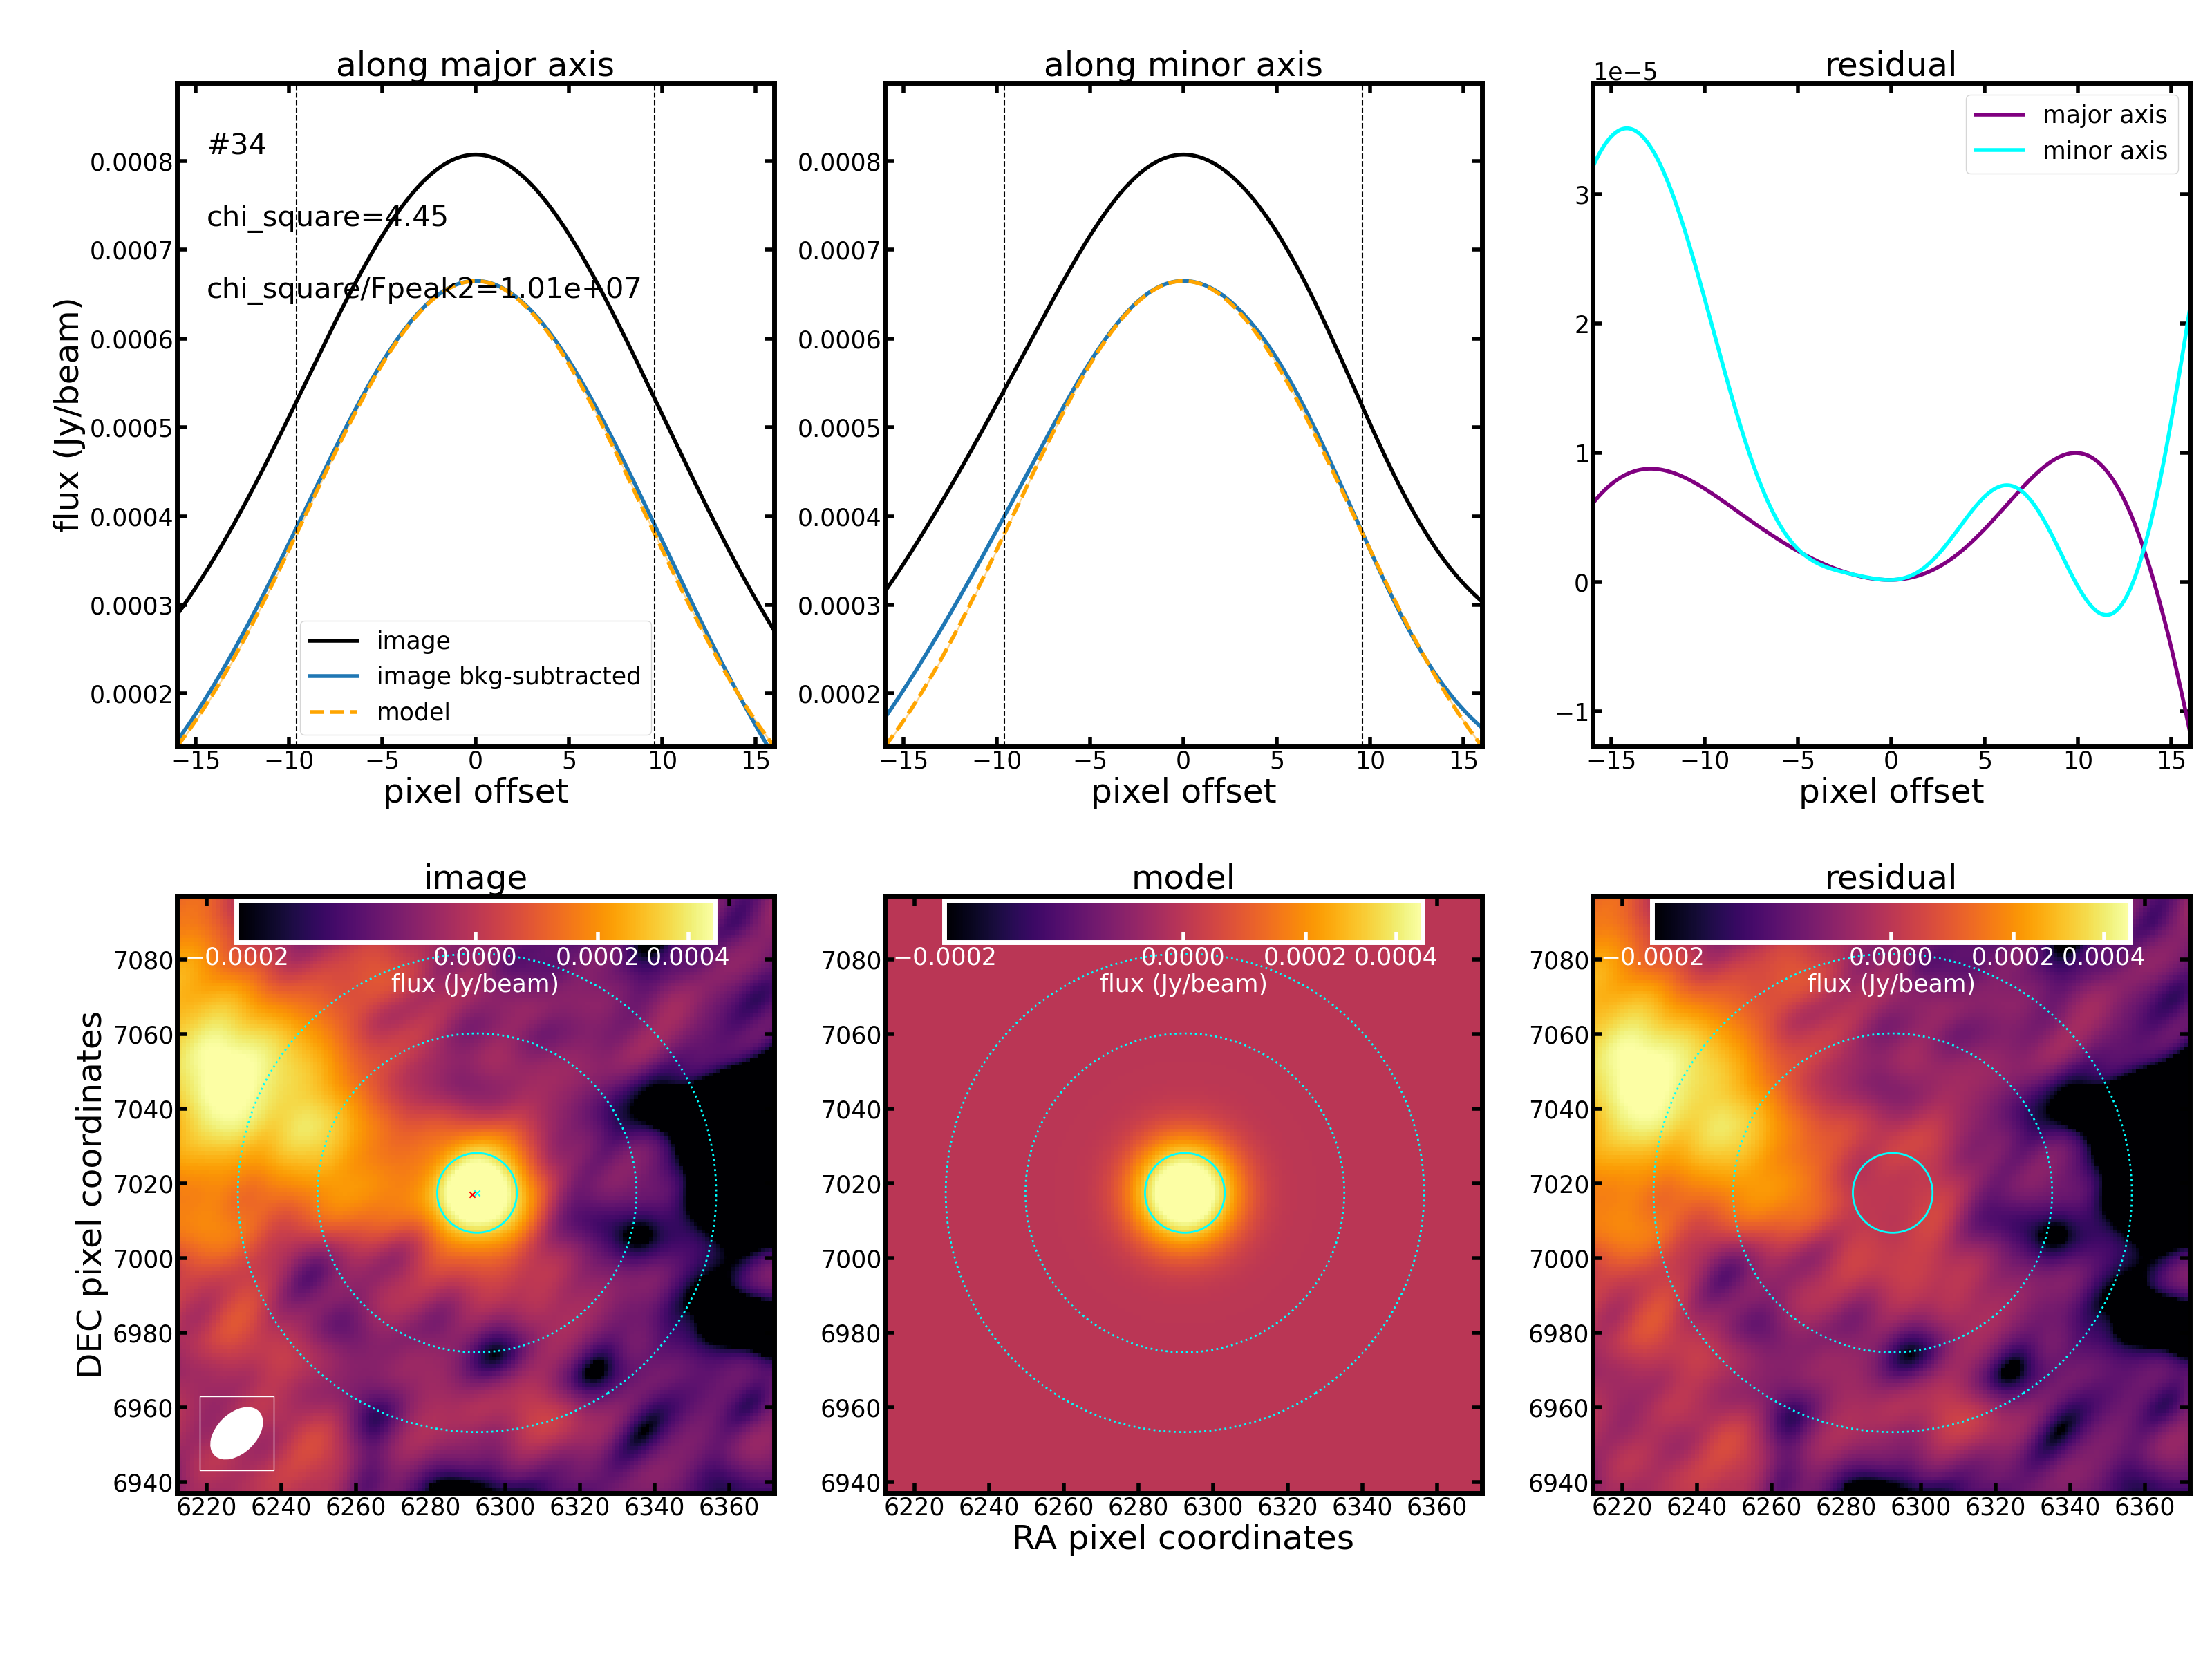 along major axis
along minor axis
residual
1e−5
#34
chi_square=4.45
chi_square/Fpeak2=1.01e+07
flux (Jy/beam)
0.0008
0.0007
0.0006
0.0005
0.0004
0.0003
0.0002
image
image bkg-subtracted
model
−15 −10 −5 0 5 10 15
pixel offset
0.0008
0.0007
0.0006
0.0005
0.0004
0.0003
0.0002
−15 −10 −5 0 5 10 15
pixel offset
major axis
minor axis
3
2
1
0
−1
−15 −10 −5 0 5 10 15
pixel offset
image
model
residual
−0.0002 0.0000 0.0002 0.0004
flux (Jy/beam)
DEC pixel coordinates
7080
7060
7040
7020
7000
6980
6960
6940
6220 6240 6260 6280 6300 6320 6340 6360
−0.0002 0.0000 0.0002 0.0004
flux (Jy/beam)
7080
7060
7040
7020
7000
6980
6960
6940
6220 6240 6260 6280 6300 6320 6340 6360
RA pixel coordinates
−0.0002 0.0000 0.0002 0.0004
flux (Jy/beam)
7080
7060
7040
7020
7000
6980
6960
6940
6220 6240 6260 6280 6300 6320 6340 6360